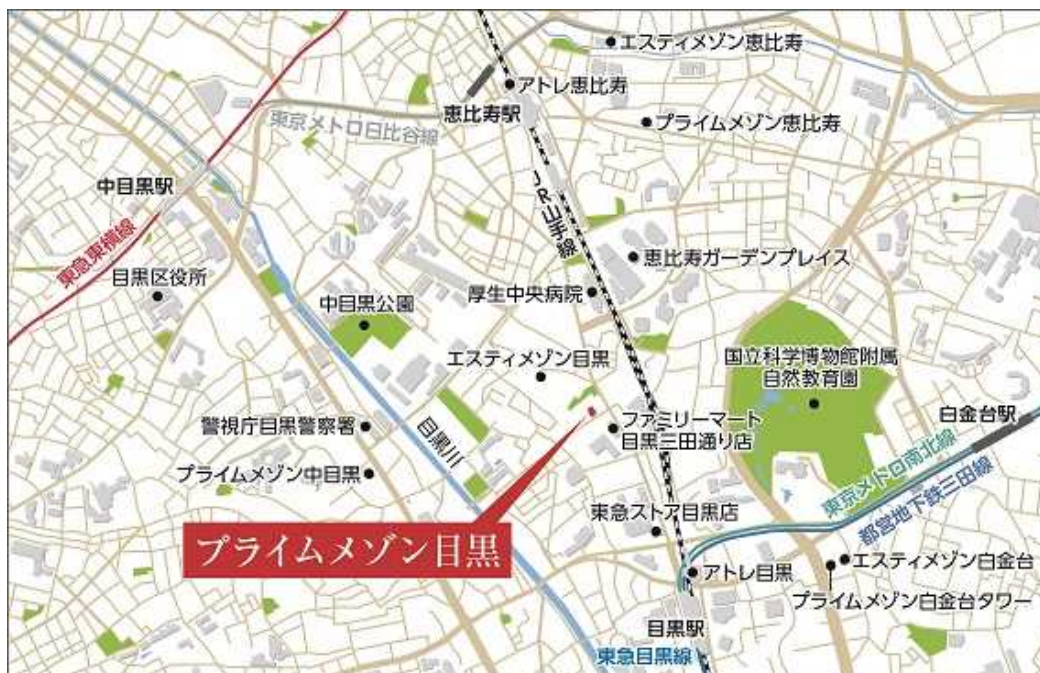 エスティメゾン恵比寿
アトレ恵比寿
恵比寿駅
東京メトロ日比谷線
プライムメゾン恵比寿
中目黒駅
JR山手線
東急東横線
目黒区役所
恵比寿ガーデンプレイス
厚生中央病院
中目黒公園
エスティメゾン目黒
国立科学博物館附属
自然教育園
白金台駅
ファミリーマート
目黒三田通り店
警視庁目黒警察署
目黒川
プライムメゾン中目黒
東京メトロ南北線
都営地下鉄三田線
東急ストア目黒店
プライムメゾン目黒
アトレ目黒
エスティメゾン白金台
プライムメゾン白金台タワー
目黒駅
東急目黒線